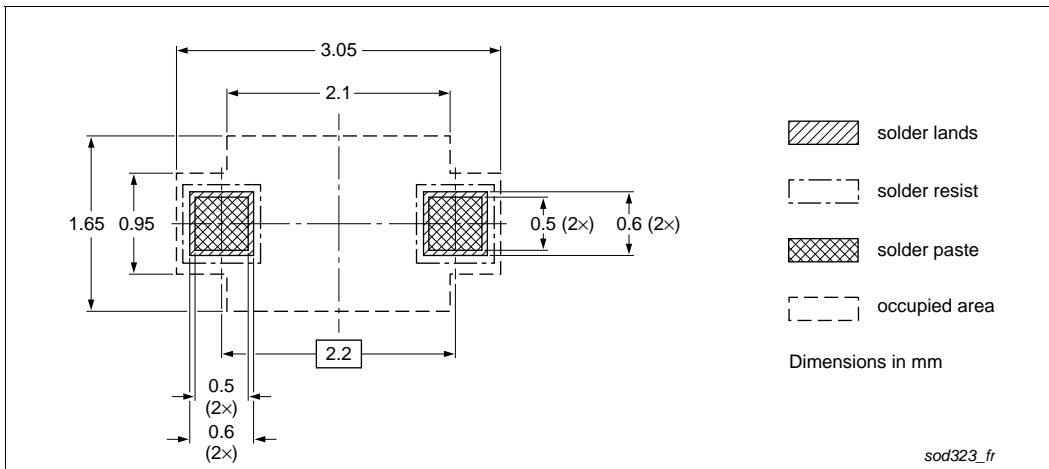 3.05
2.1
solder lands
solder resist
1.65 0.95
0.5 (2×) 0.6 (2×)
solder paste
occupied area
2.2
Dimensions in mm
0.5
(2×)
0.6
(2×)
sod323_fr